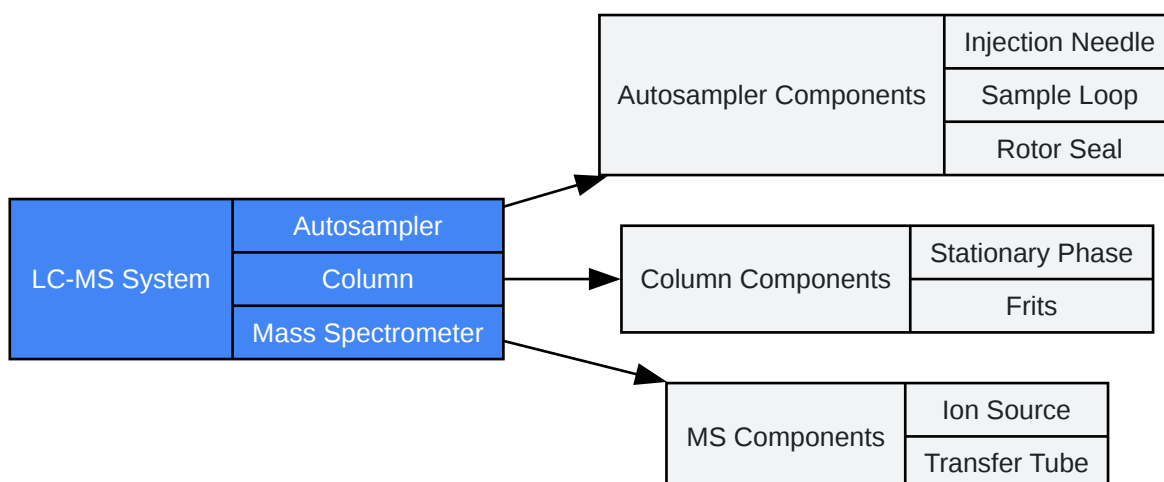 LC-MS System
Autosampler
Column
Mass Spectrometer
Autosampler Components
Injection Needle
Sample Loop
Rotor Seal
Column Components
Stationary Phase
Frits
MS Components
Ion Source
Transfer Tube